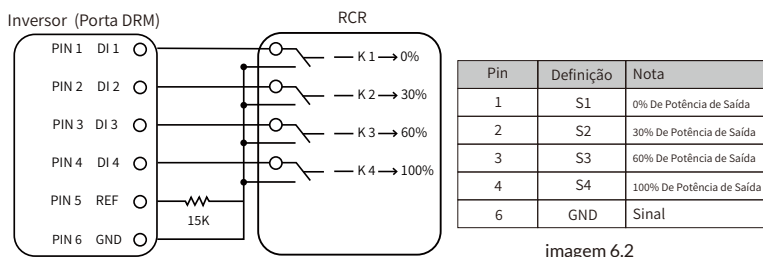 Inversor (Porta DRM)
PIN 1 DI 1
PIN 2 DI 2
PIN 3 DI 3
PIN 4 DI 4
PIN 5 REF
PIN 6 GND
15K
RCR
K 1 0%
K 2 30%
K 3 60%
K 4 100%
Pin Definição Nota
1 S1 0% De Potência de Saída
2 S2 30% De Potência de Saída
3 S3 60% De Potência de Saída
4 S4 100% De Potência de Saída
6 GND Sinal
imagem 6.2